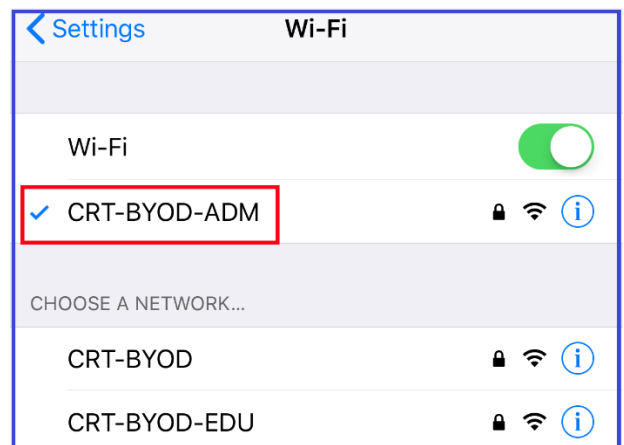 Settings Wi-Fi
Wi-Fi
CRT-BYOD-ADM
CHOOSE A NETWORK...
CRT-BYOD
CRT-BYOD-EDU